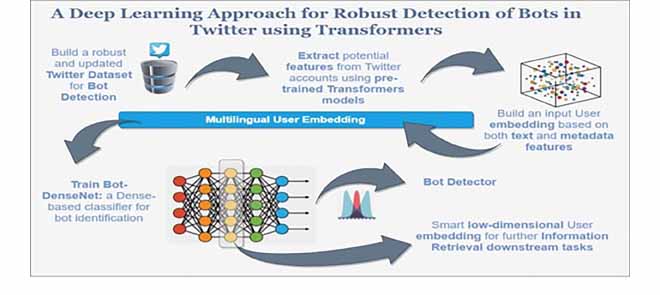 A Deep Learning Approach for Robust Detection of Bots in
Twitter using Transformers
Build a robust
and updated
Twitter Dataset
for Bot
Detection
Extract potential
features from Twitter
accounts using pre-
trained Transformers
models
Build an input User
embedding based on
both text and metadata
features
Multilingual User Embedding
Train Bot-
DenseNet: a Dense-
based classifier for
bot identification
Bot Detector
Smart low-dimensional User
embedding for further Information
Retrieval downstream tasks